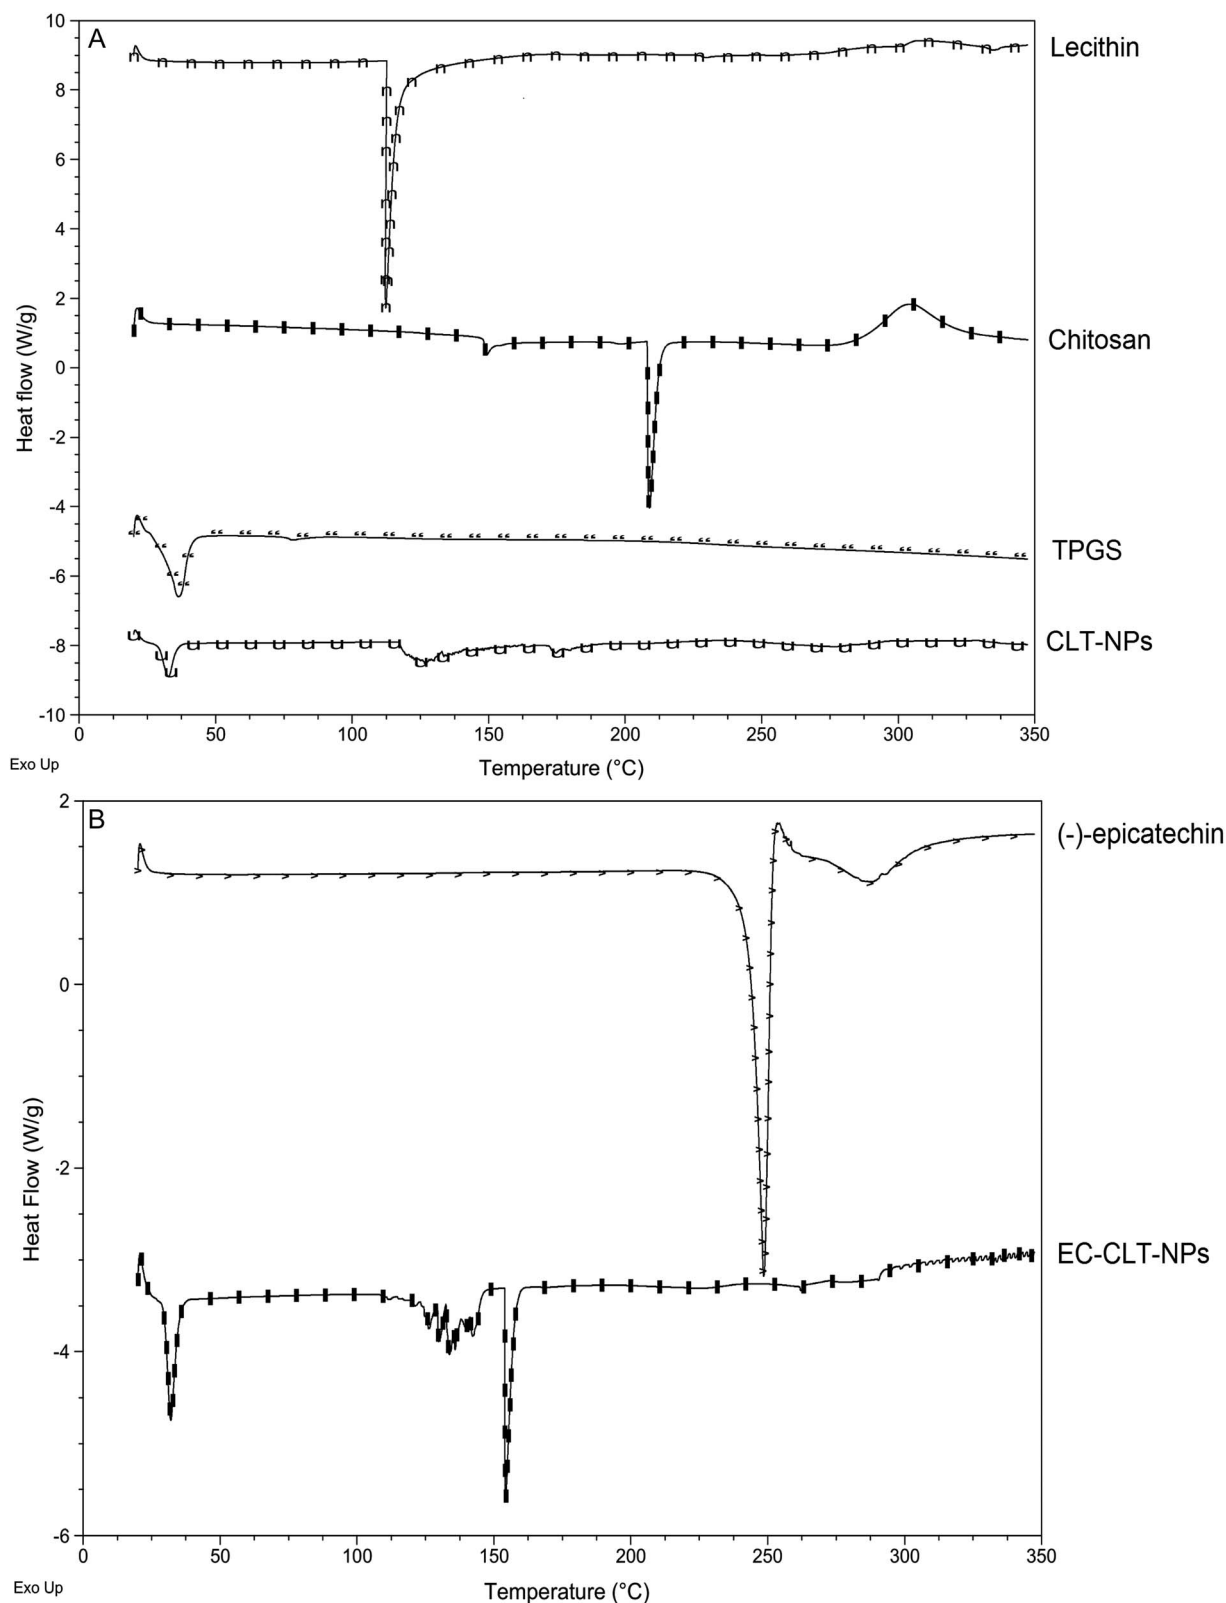 A
10
8
6
4
2
0
-2
-4
-6
-8
-10
Heat flow (W/g)
Lecithin
Chitosan
TPGS
CLT-NPs
0 50 100 150 200 250 300 350
Exo Up
Temperature (°C)
B
2
0
-2
-4
-6
Heat Flow (W/g)
(-)-epicatechin
EC-CLT-NPs
0 50 100 150 200 250 300 350
Exo Up
Temperature (°C)